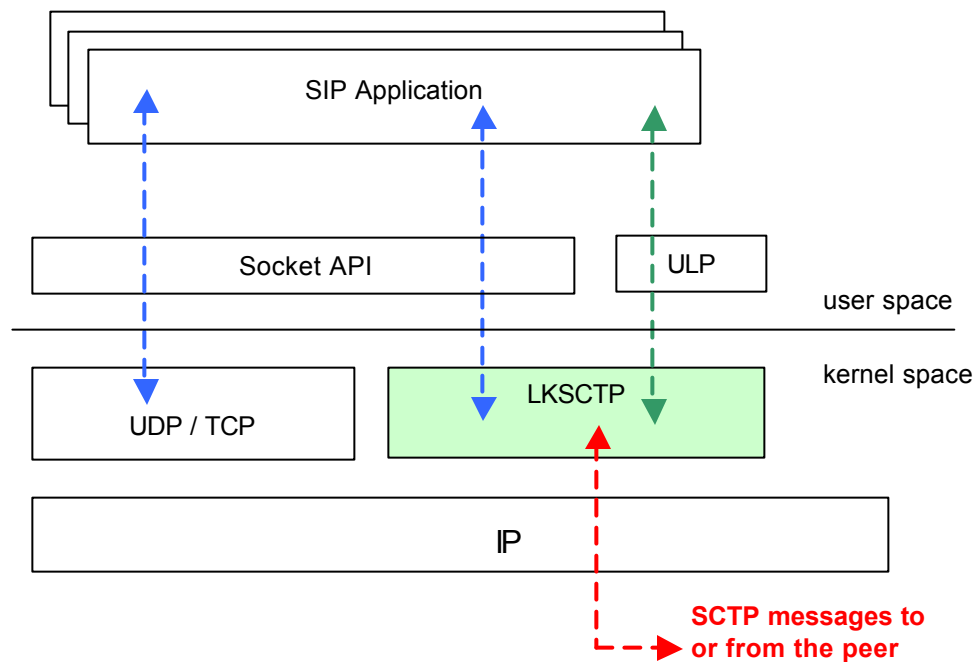 SIP Application
Socket API
ULP
user space
kernel space
LKSCTP
UDP / TCP
IP
SCTP messages to
or from the peer